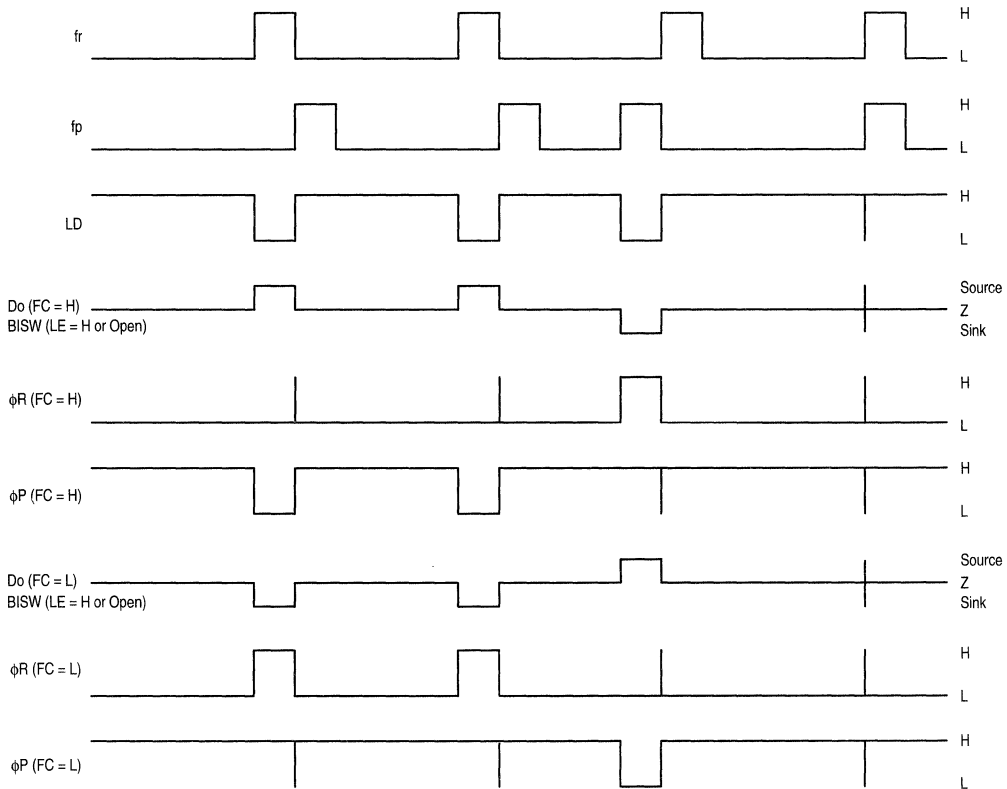 fr
H
L
fp
H
L
LD
H
L
Do (FC = H)
BISW (LE = H or Open)
Source
Z
Sink
ϕR (FC = H)
H
L
ϕP (FC = H)
H
L
Do (FC = L)
BISW (LE = H or Open)
Source
Z
Sink
ϕR (FC = L)
H
L
ϕP (FC = L)
H
L